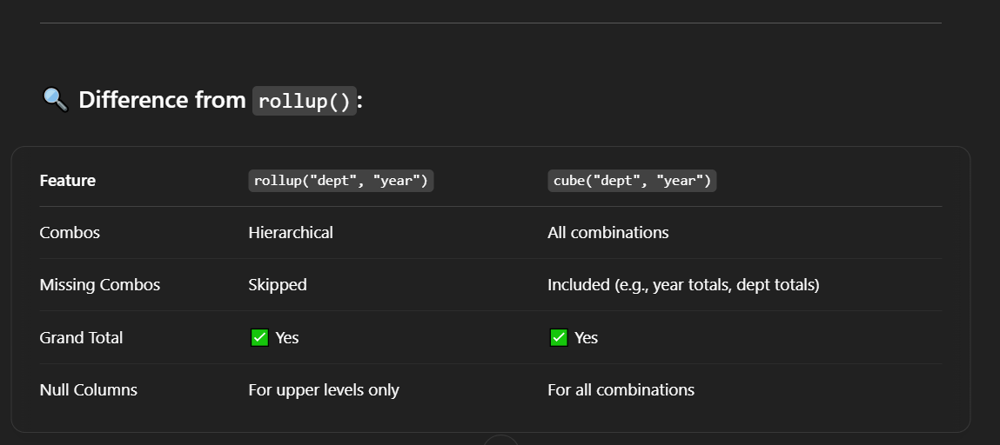 🔍 Difference from rollup():
Feature rollup("dept", "year") cube("dept", "year")
Combos Hierarchical All combinations
Missing Combos Skipped Included (e.g., year totals, dept totals)
Grand Total ✅ Yes ✅ Yes
Null Columns For upper levels only For all combinations